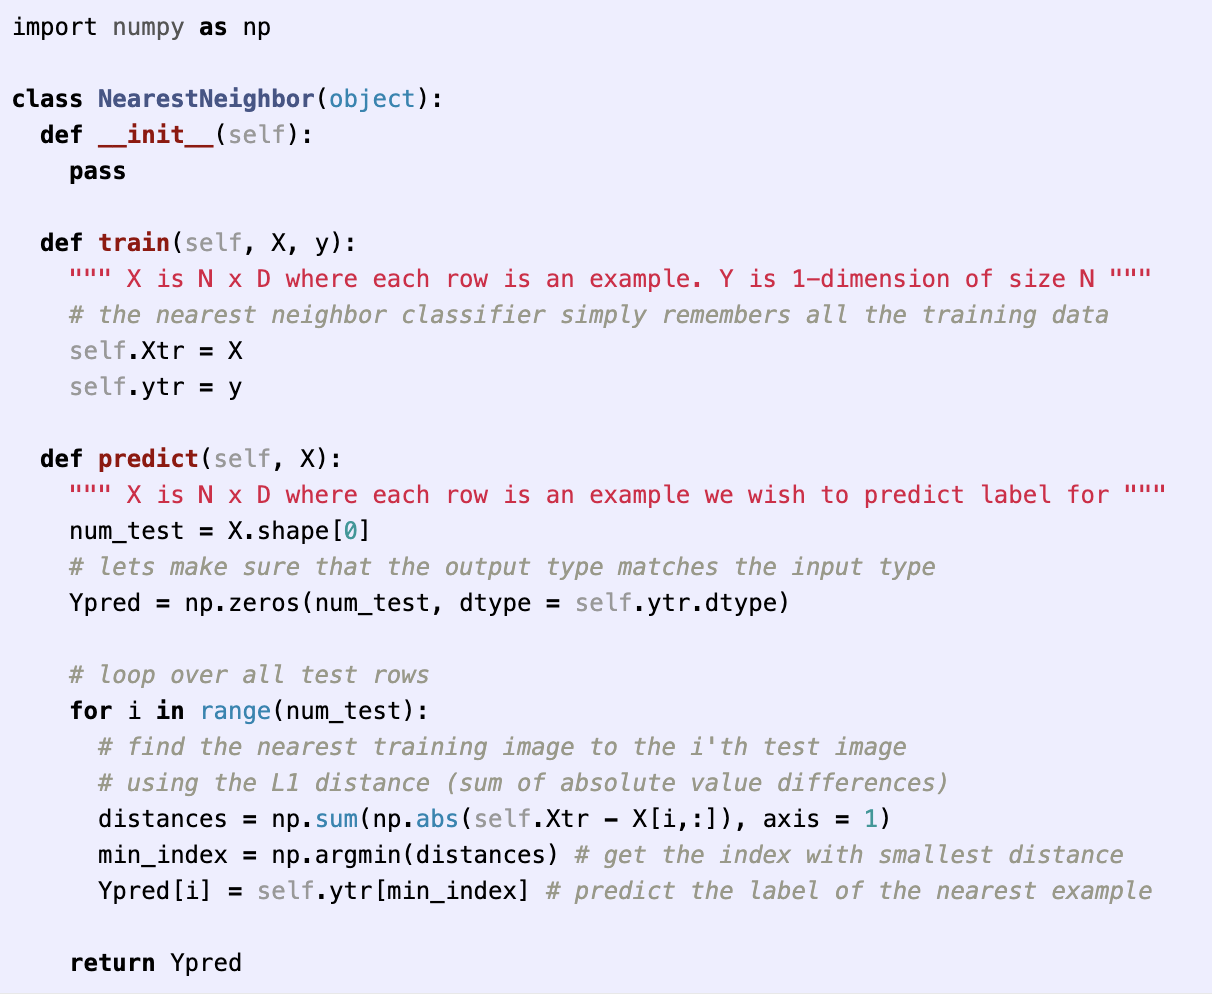 import numpy as np
class NearestNeighbor(object):
  def __init__(self):
    pass
  def train(self, X, y):
    """ X is N x D where each row is an example. Y is 1-dimension of size N """
    # the nearest neighbor classifier simply remembers all the training data
    self.Xtr = X
    self.ytr = y
  def predict(self, X):
    """ X is N x D where each row is an example we wish to predict label for """
    num_test = X.shape[0]
    # lets make sure that the output type matches the input type
    Ypred = np.zeros(num_test, dtype = self.ytr.dtype)
    # loop over all test rows
    for i in range(num_test):
      # find the nearest training image to the i'th test image
      # using the L1 distance (sum of absolute value differences)
      distances = np.sum(np.abs(self.Xtr - X[i,:]), axis = 1)
      min_index = np.argmin(distances) # get the index with smallest distance
      Ypred[i] = self.ytr[min_index] # predict the label of the nearest example
    return Ypred